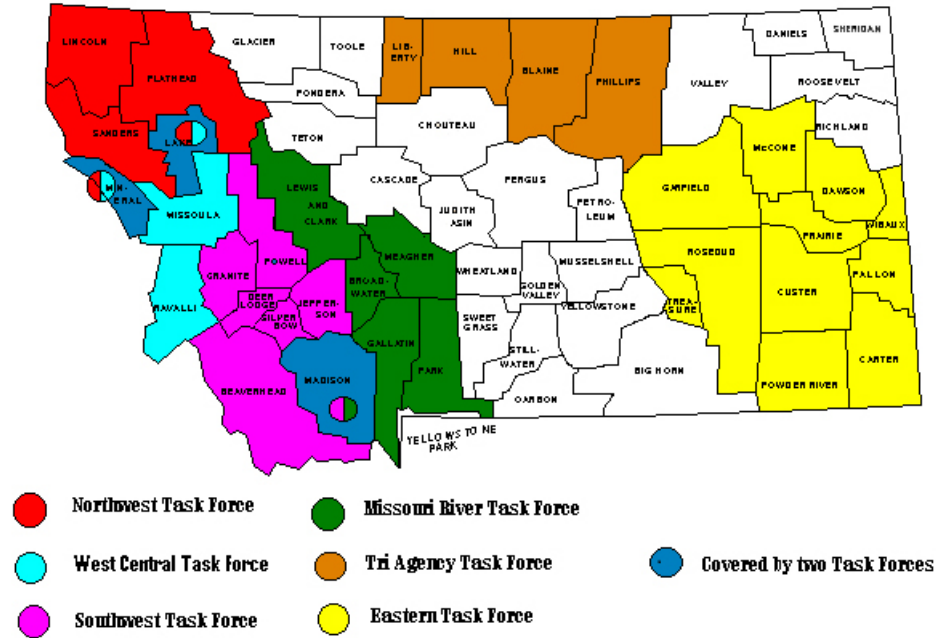 LINCOLN
FLATHEAD
GLACIER
TOOLE
LIB-
ERTY
HILL
BLAINE
PHILLIPS
VALLEY
DANIELS
SHERIDAN
ROOSEVELT
PONDERA
SANDERS
LAKE
TETON
CHOUTEAU
RICHLAND
McCONE
MIN-
ERAL
MISSOULA
LEWIS
AND
CLARK
CASCADE
JUDITH
ASIN
FERGUS
PETRO-
LEUM
GARFIELD
DAWSON
WIBAUX
PRAIRIE
RAVALLI
GRANITE
POWELL
MEAGHER
BROAD-
WATER
WHEATLAND
GOLDEN
VALLEY
MUSSELSHELL
ROSEBUD
TREA-
SURE
CUSTER
FALLON
DEER
LODGE
SILVER
BOW
JEFFER-
SON
GALLATIN
PARK
SWEET
GRASS
STILL-
WATER
YELLOWSTONE
BIG HORN
CARBON
POWDER RIVER
CARTER
BEAVERHEAD
MADISON
YELLOWSTONE
PARK
Northwest Task Force
Missouri River Task Force
West Central Task Force
Tri Agency Task Force
Covered by two Task Forces
Southwest Task Force
Eastern Task Force